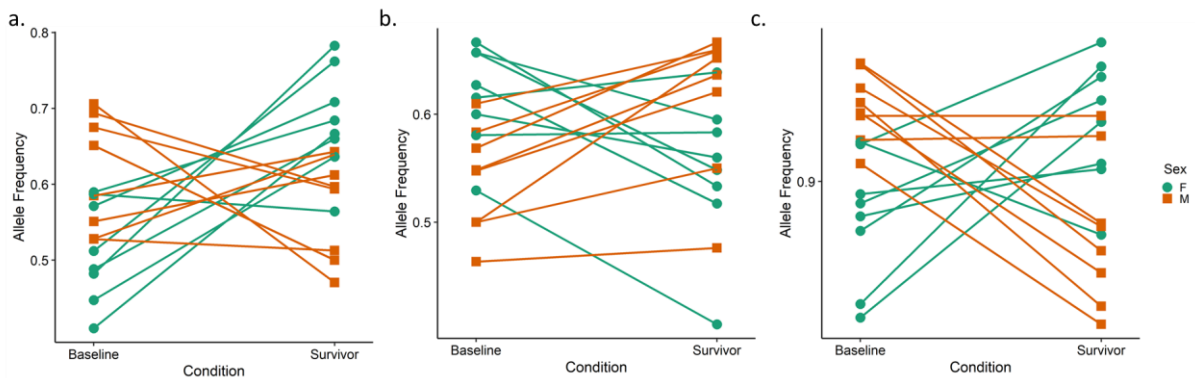 a.
Allele Frequency
0.8
0.7
0.6
0.5
Baseline
Survivor
Condition
b.
Allele Frequency
0.6
0.5
Baseline
Survivor
Condition
c.
Allele Frequency
0.9
Baseline
Survivor
Condition
Sex
F
M